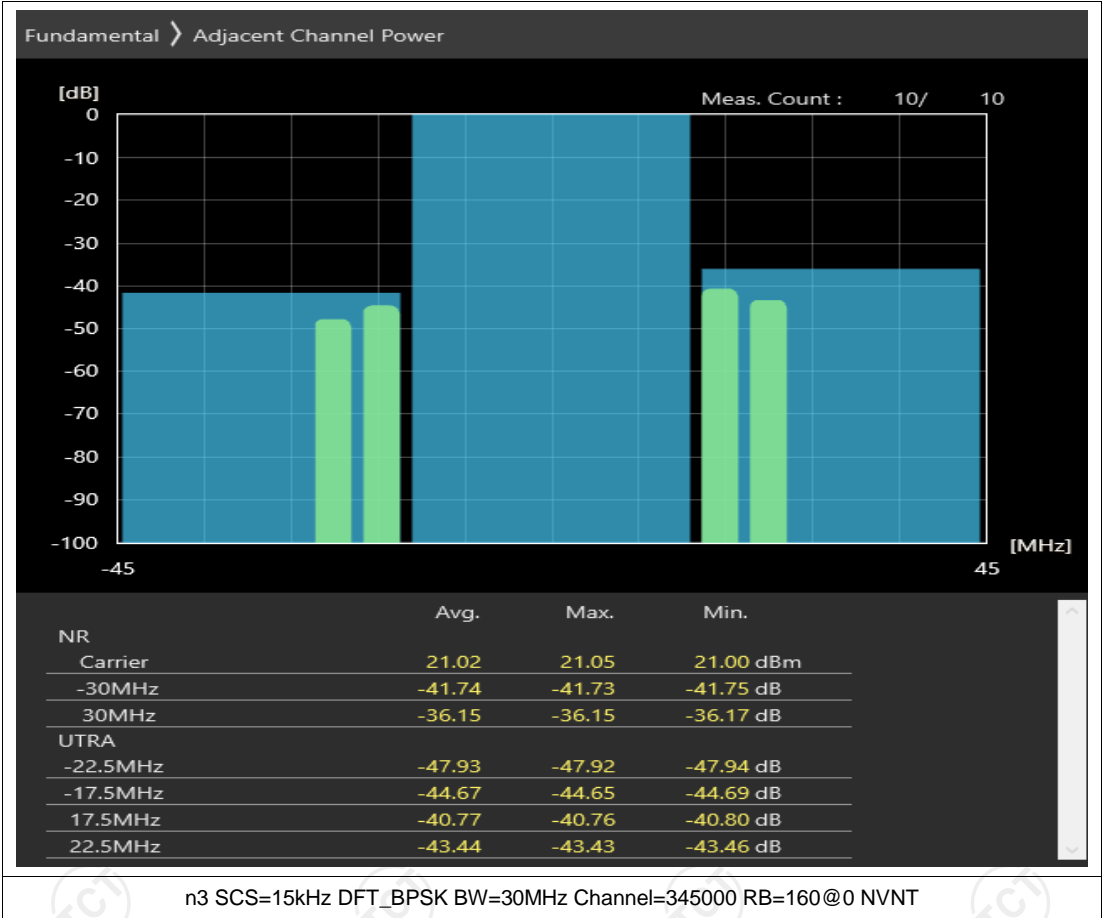 Fundamental ❯ Adjacent Channel Power
[dB]
Meas. Count : 10/ 10
0
-10
-20
-30
-40
-50
-60
-70
-80
-90
-100
[MHz]
-45 45
Avg. Max. Min.
NR
Carrier 21.02 21.05 21.00 dBm
-30MHz -41.74 -41.73 -41.75 dB
30MHz -36.15 -36.15 -36.17 dB
UTRA
-22.5MHz -47.93 -47.92 -47.94 dB
-17.5MHz -44.67 -44.65 -44.69 dB
17.5MHz -40.77 -40.76 -40.80 dB
22.5MHz -43.44 -43.43 -43.46 dB
n3 SCS=15kHz DFT_BPSK BW=30MHz Channel=345000 RB=160@0 NVNT
TCT
TCT
TCT
TCT